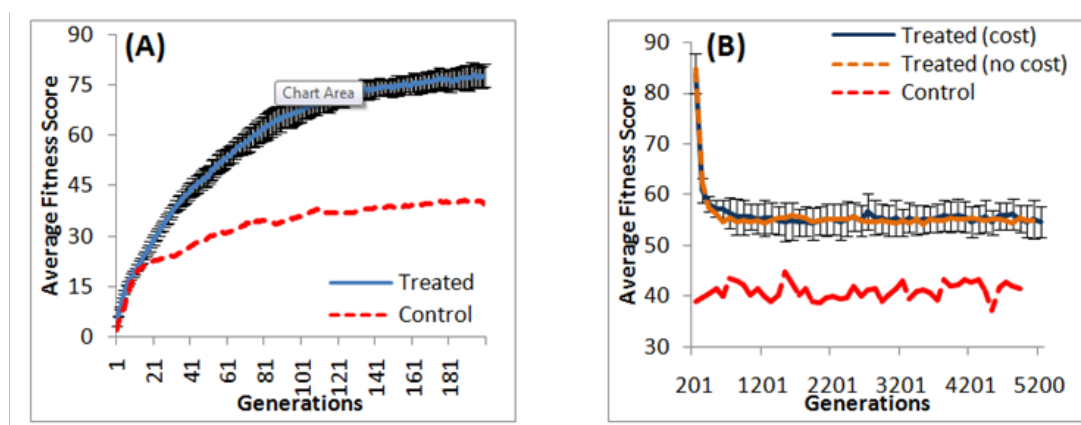 (A)
90
75
60
45
30
15
0
Average Fitness Score
Chart Area
Treated
Control
1
21
41
61
81
101
121
141
161
181
Generations
(B)
Treated (cost)
Treated (no cost)
Control
90
80
70
60
50
40
30
Average Fitness Score
201 1201 2201 3201 4201 5200
Generations